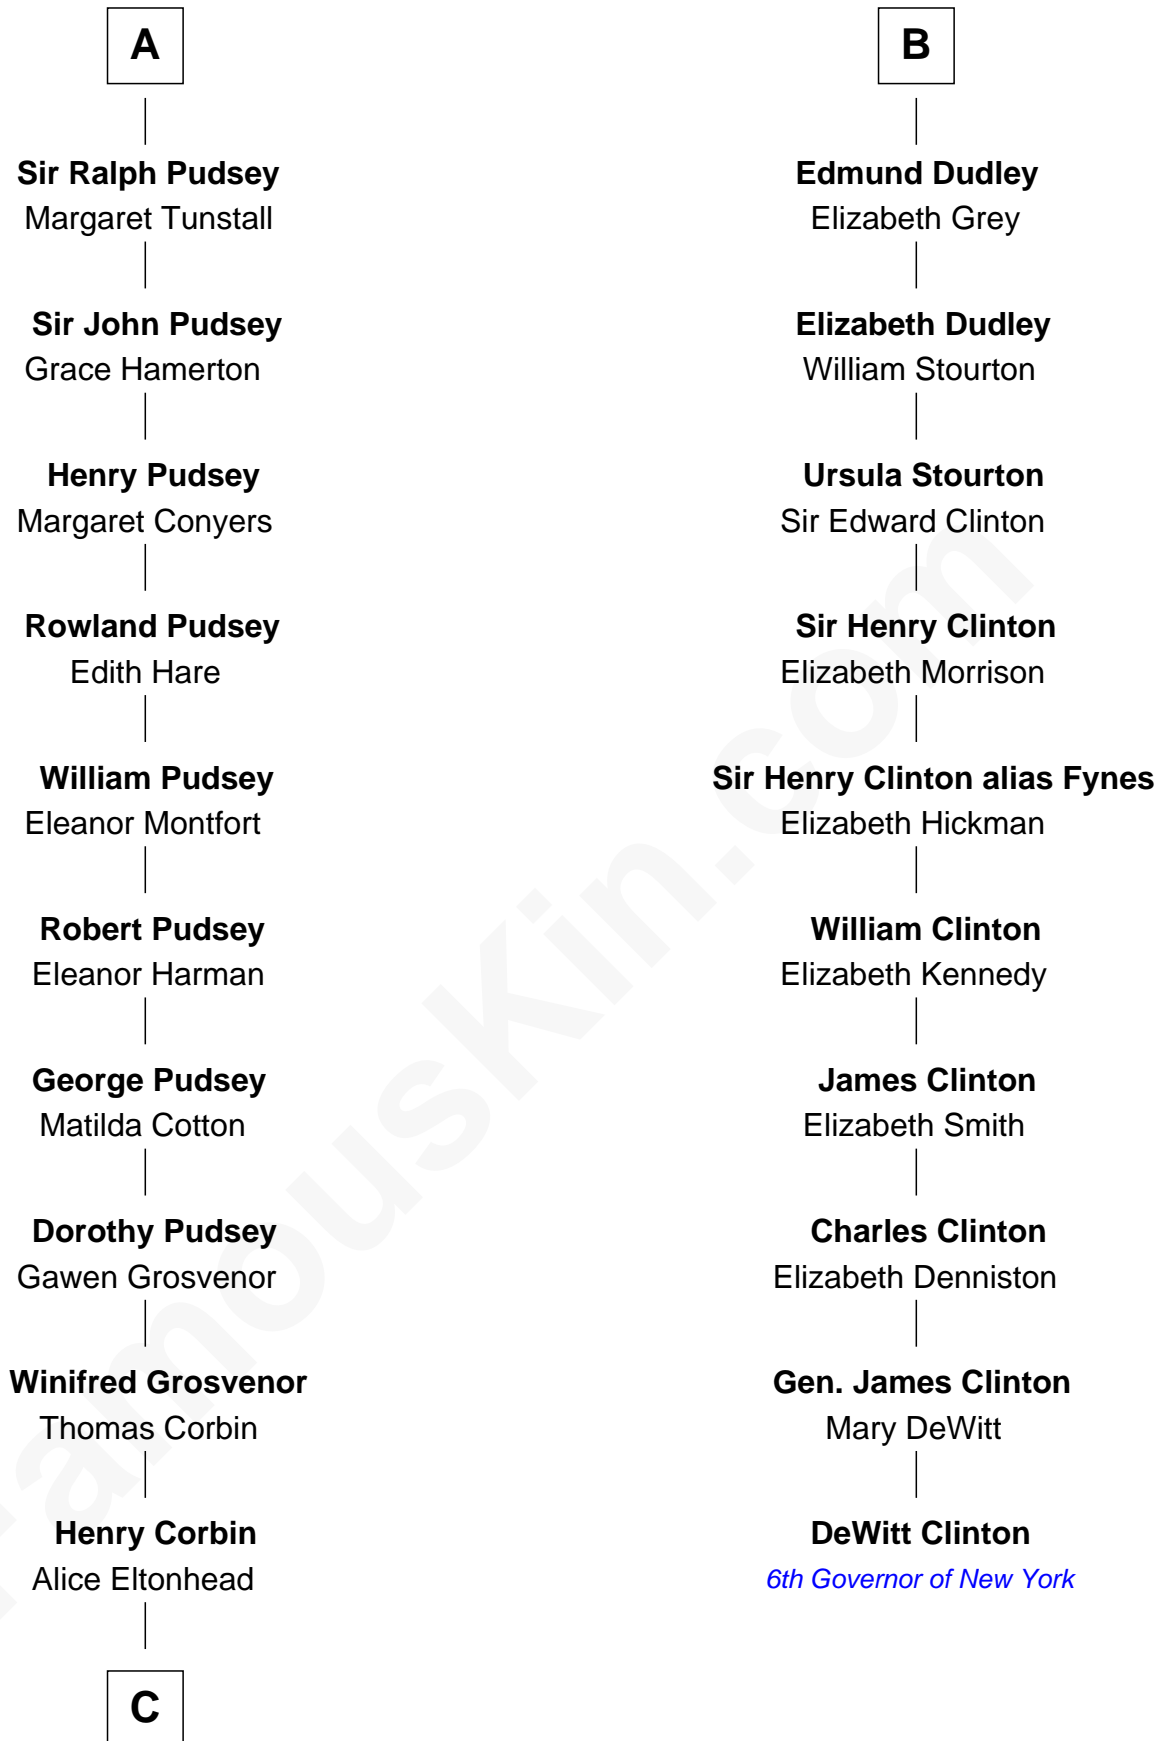 A
Sir Ralph Pudsey
Margaret Tunstall
Sir John Pudsey
Grace Hamerton
Henry Pudsey
Margaret Conyers
Rowland Pudsey
Edith Hare
William Pudsey
Eleanor Montfort
Robert Pudsey
Eleanor Harman
George Pudsey
Matilda Cotton
Dorothy Pudsey
Gawen Grosvenor
Winifred Grosvenor
Thomas Corbin
Henry Corbin
Alice Eltonhead
C
B
Edmund Dudley
Elizabeth Grey
Elizabeth Dudley
William Stourton
Ursula Stourton
Sir Edward Clinton
Sir Henry Clinton
Elizabeth Morrison
Sir Henry Clinton alias Fynes
Elizabeth Hickman
William Clinton
Elizabeth Kennedy
James Clinton
Elizabeth Smith
Charles Clinton
Elizabeth Denniston
Gen. James Clinton
Mary DeWitt
DeWitt Clinton
6th Governor of New York
FamousKin.com